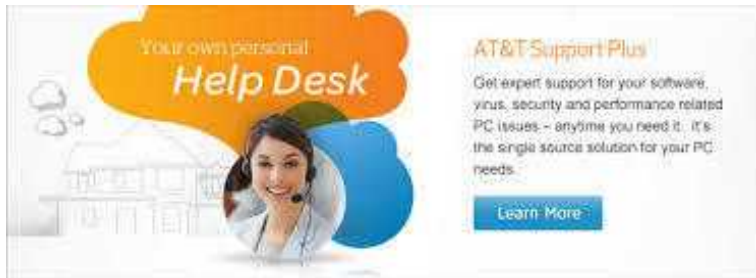 Your own personal
Help Desk
AT&T Support Plus
Get expert support for your software,
virus, security and performance related
PC issues – anytime you need it. It's
the single source solution for your PC
needs.
Learn More